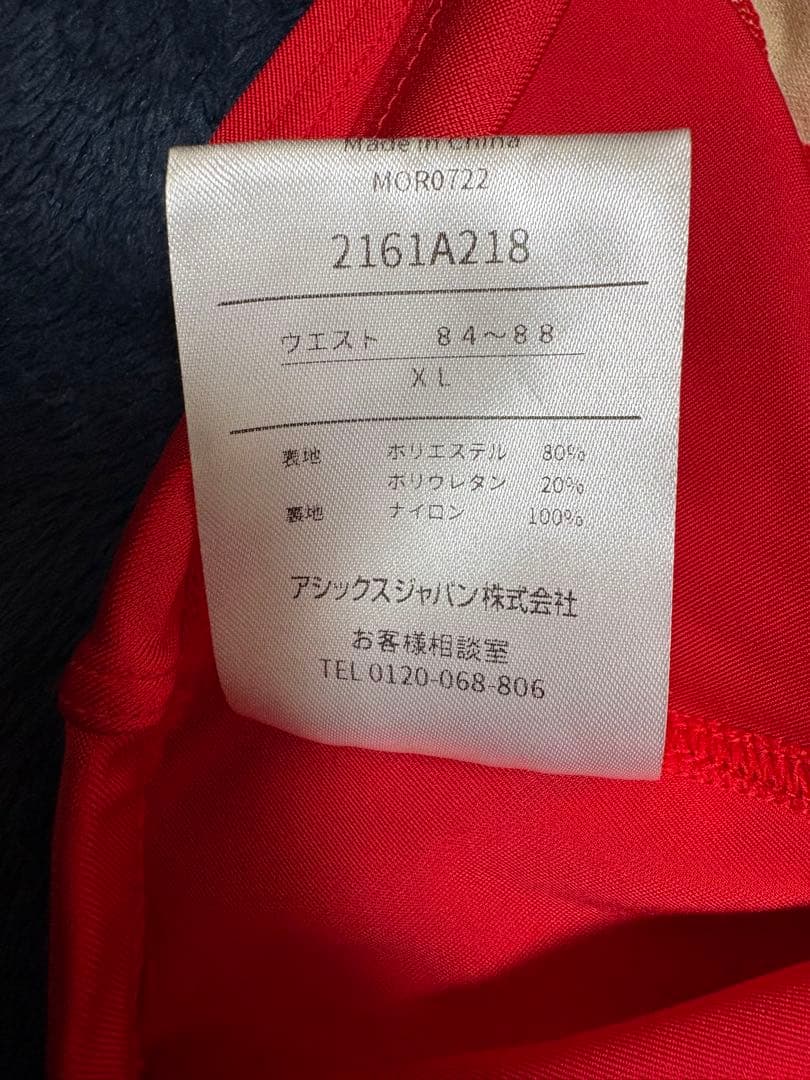 Made in China
MOR0722
2161A218
ウエスト 84～88
XL
表地 ポリエステル 80%
ポリウレタン 20%
裏地 ナイロン 100%
アシックスジャパン株式会社
お客様相談室
TEL 0120-068-806